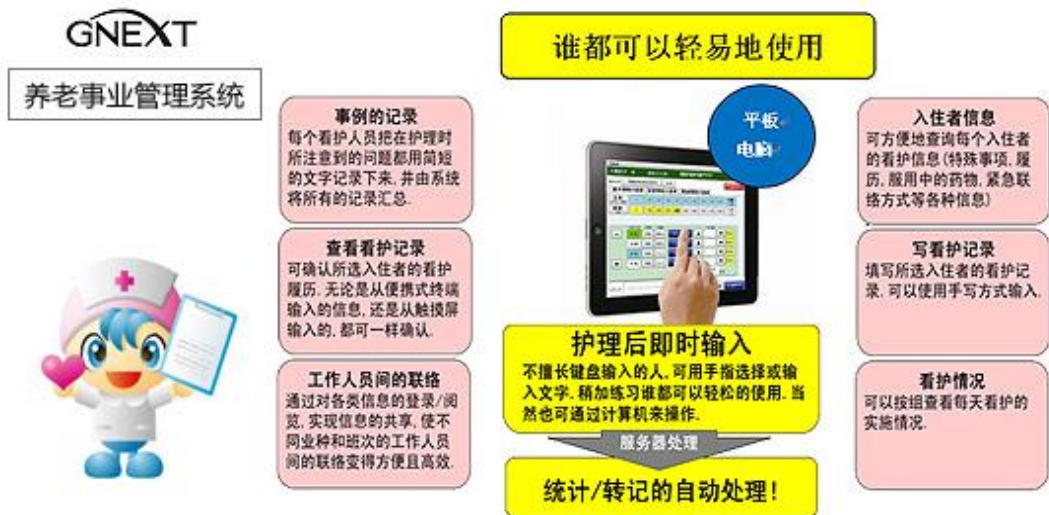 GNEXT
养老事业管理系统
谁都可以轻易地使用
事例的记录
每个看护人员把在护理时
所注意到的问题都用简短
的文字记录下来, 并由系统
将所有的记录汇总.
查看看护记录
可确认所选入住者的看护
履历. 无论是从便携式终端
输入的信息, 还是从触摸屏
输入的, 都可一样确认.
工作人员间的联络
通过对各类信息的登录/阅
览, 实现信息的共享, 使不
同业种和班次的工作人员
间的联络变得方便且高效.
平板
电脑
护理后即时输入
不擅长键盘输入的人, 可用手指选择或输
入文字. 稍加练习谁都可以轻松的使用. 当
然也可通过计算机来操作.
服务器处理
统计/转记的自动处理!
入住者信息
可方便地查询每个入住者
的看护信息(特殊事项, 履
历, 服用中的药物, 紧急联
络方式等各种信息)
写看护记录
填写所选入住者的看护记
录, 可以使用手写方式输入.
看护情况
可以按组查看每天看护的
实施情况.